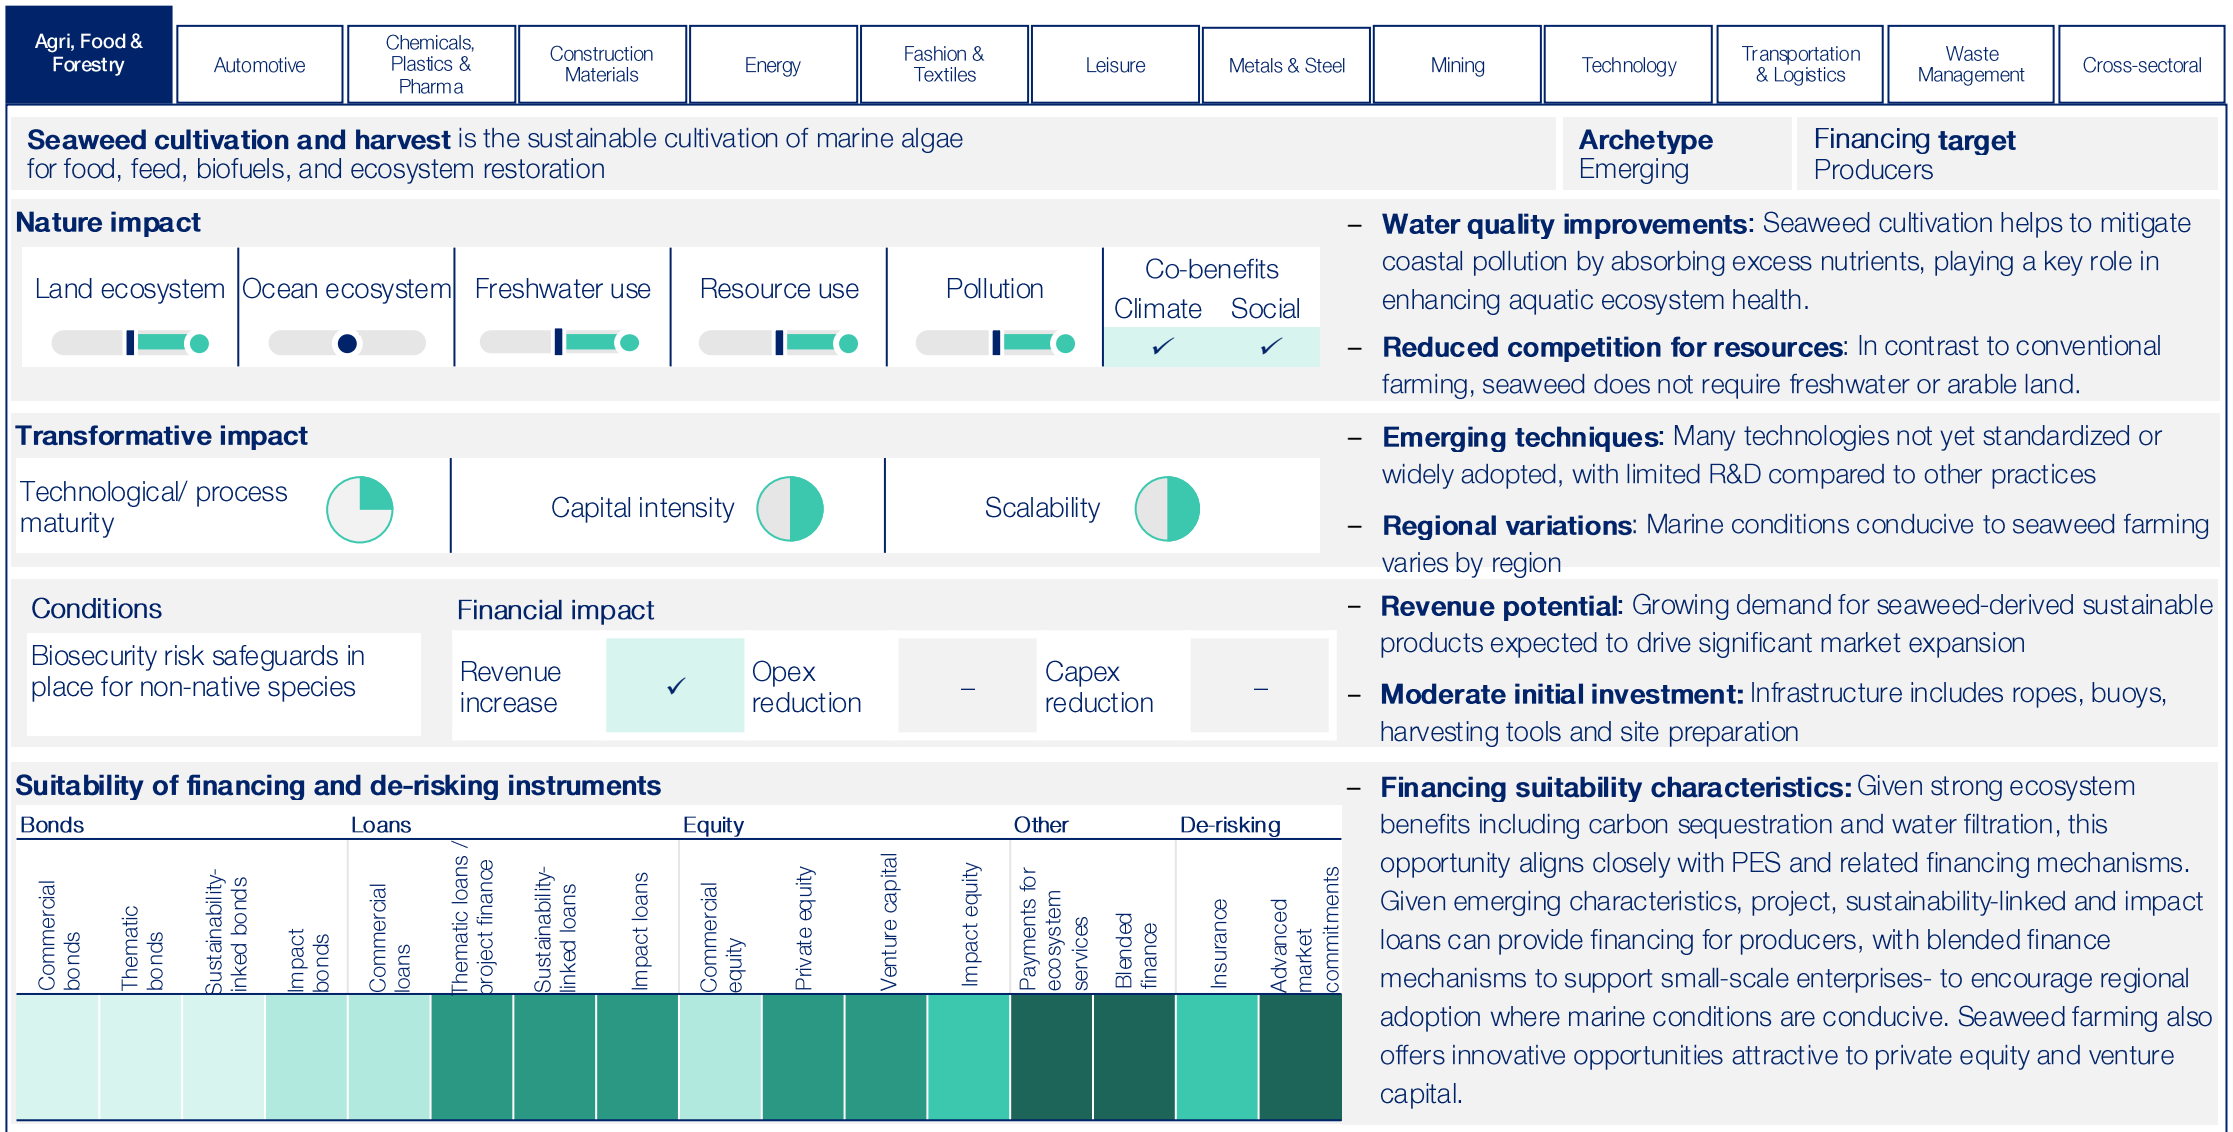 Agri, Food &
Forestry
Automotive
Chemicals,
Plastics &
Pharma
Construction
Materials
Energy
Fashion &
Textiles
Leisure
Metals & Steel
Mining
Technology
Transportation
& Logistics
Waste
Management
Cross-sectoral
Seaweed cultivation and harvest is the sustainable cultivation of marine algae
for food, feed, biofuels, and ecosystem restoration
Archetype
Emerging
Financing target
Producers
Nature impact
Land ecosystem
Ocean ecosystem
Freshwater use
Resource use
Pollution
Co-benefits
Climate
Social
– Water quality improvements: Seaweed cultivation helps to mitigate
coastal pollution by absorbing excess nutrients, playing a key role in
enhancing aquatic ecosystem health.
– Reduced competition for resources: In contrast to conventional
farming, seaweed does not require freshwater or arable land.
Transformative impact
Technological/ process
maturity
Capital intensity
Scalability
– Emerging techniques: Many technologies not yet standardized or
widely adopted, with limited R&D compared to other practices
– Regional variations: Marine conditions conducive to seaweed farming
varies by region
Conditions
Biosecurity risk safeguards in
place for non-native species
Financial impact
Revenue
increase
✓
Opex
reduction
–
Capex
reduction
–
– Revenue potential: Growing demand for seaweed-derived sustainable
products expected to drive significant market expansion
– Moderate initial investment: Infrastructure includes ropes, buoys,
harvesting tools and site preparation
Suitability of financing and de-risking instruments
Bonds
Loans
Equity
Other
De-risking
Commercial
bonds
Thematic
bonds
Sustainability-
linked bonds
Impact
bonds
Commercial
loans
Thematic loans /
project finance
Sustainability-
linked loans
Impact loans
Commercial
equity
Private equity
Venture capital
Impact equity
Payments for
ecosystem
services
Blended
finance
Insurance
Advanced
market
commitments
– Financing suitability characteristics: Given strong ecosystem
benefits including carbon sequestration and water filtration, this
opportunity aligns closely with PES and related financing mechanisms.
Given emerging characteristics, project, sustainability-linked and impact
loans can provide financing for producers, with blended finance
mechanisms to support small-scale enterprises- to encourage regional
adoption where marine conditions are conducive. Seaweed farming also
offers innovative opportunities attractive to private equity and venture
capital.